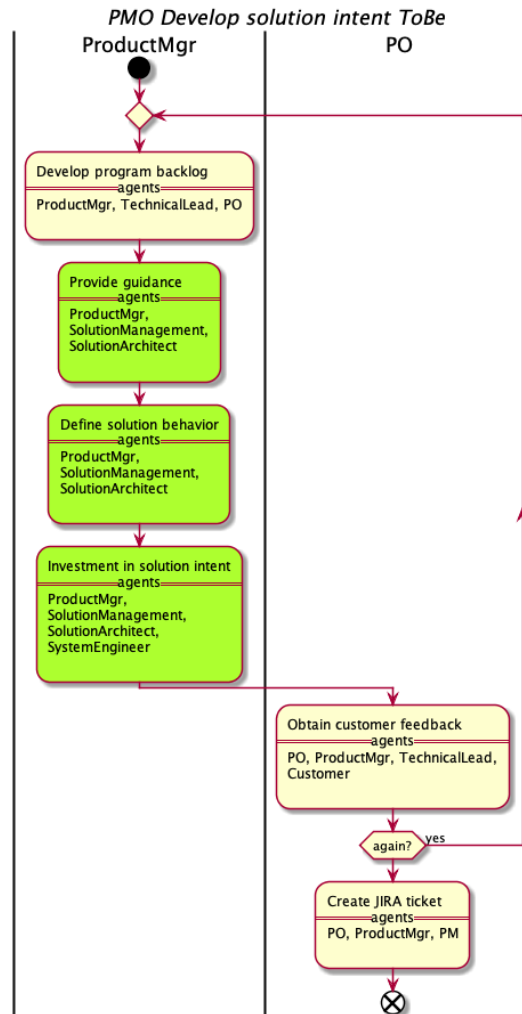 PMO Develop solution intent ToBe
ProductMgr
PO
Develop program backlog
agents
ProductMgr, TechnicalLead, PO
Provide guidance
agents
ProductMgr,
SolutionManagement,
SolutionArchitect
Define solution behavior
agents
ProductMgr,
SolutionManagement,
SolutionArchitect
Investment in solution intent
agents
ProductMgr,
SolutionManagement,
SolutionArchitect,
SystemEngineer
Obtain customer feedback
agents
PO, ProductMgr, TechnicalLead,
Customer
again?
yes
Create JIRA ticket
agents
PO, ProductMgr, PM